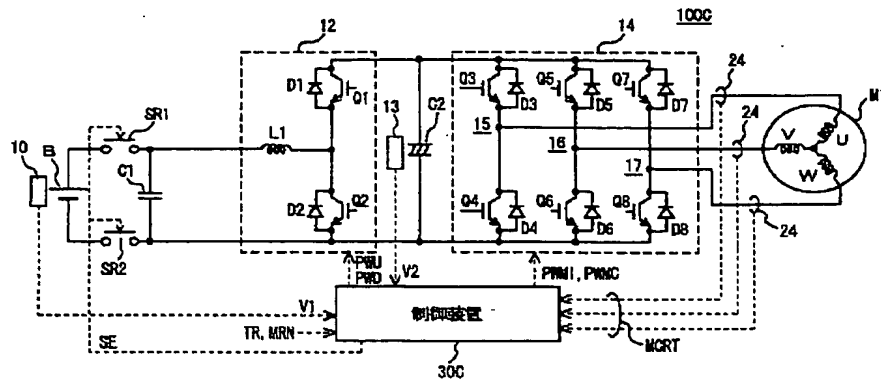 100C
12
14
24
D1
Q1
C2
Q3
D3
Q5
D5
Q7
D7
M1
SR1
13
24
10
B
L1
15
16
17
V
U
W
C1
D2
Q2
Q4
D4
Q6
D6
Q8
D8
24
SR2
PWU
PWD
V2
PWMI, PWMC
V1
制御装置
TR, MRN
SE
30C
MCRT